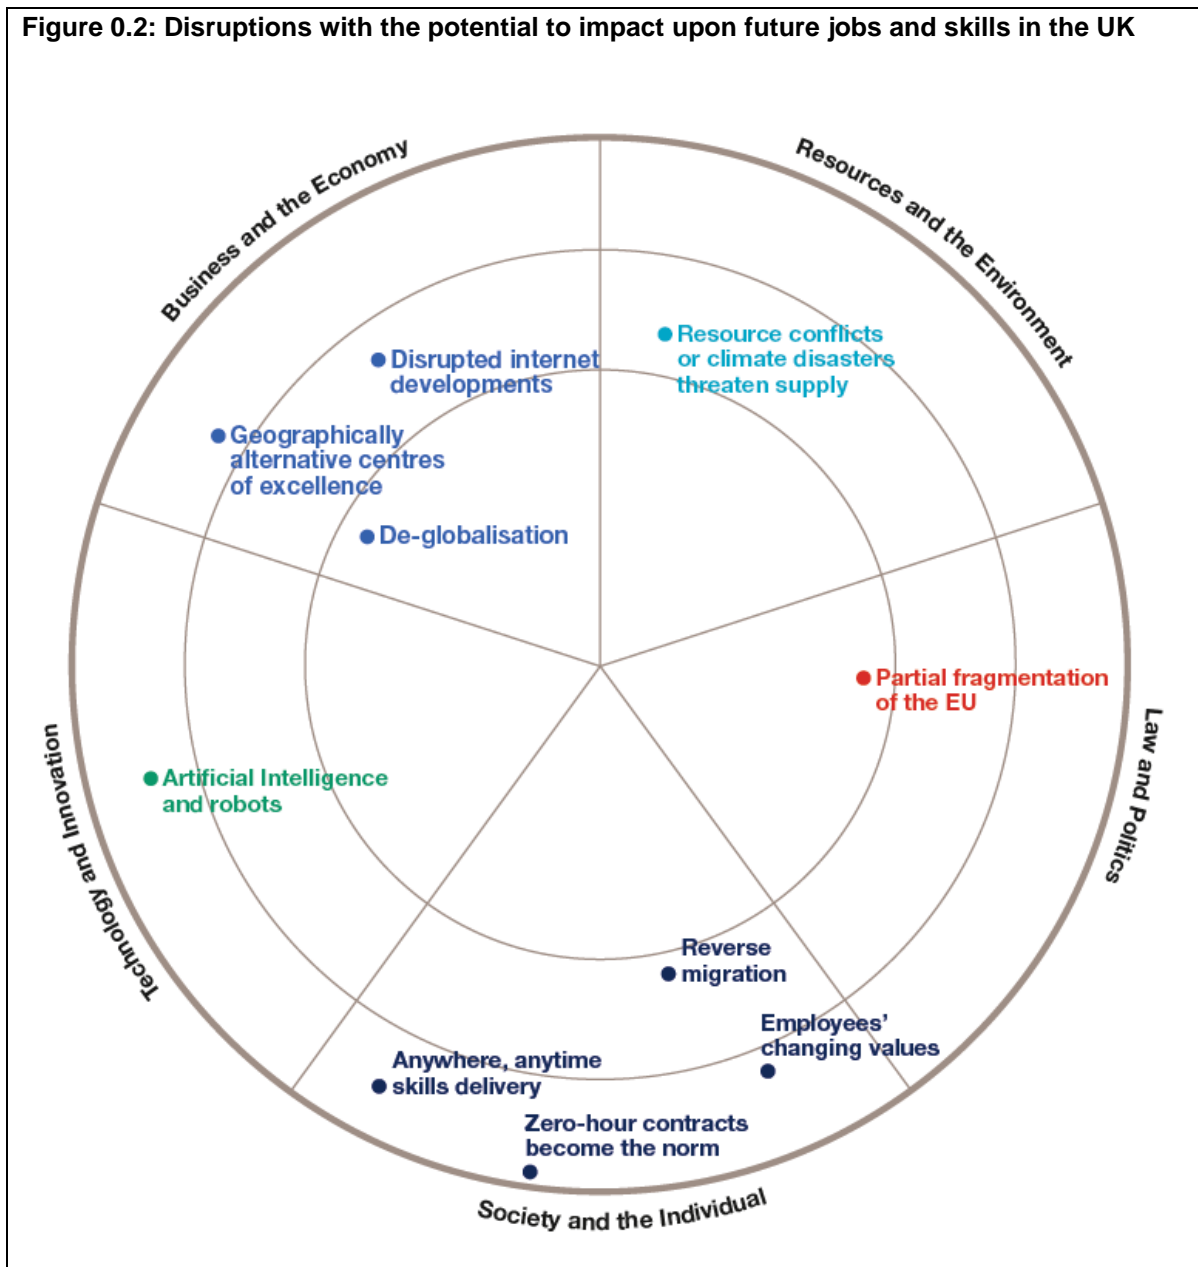 Figure 0.2: Disruptions with the potential to impact upon future jobs and skills in the UK
Business and the Economy
Resources and the Environment
Resource conflicts
or climate disasters
threaten supply
Disrupted internet
developments
Geographically
alternative centres
of excellence
De-globalisation
Partial fragmentation
of the EU
Law and Politics
Technology and Innovation
Artificial Intelligence
and robots
Reverse
migration
Employees’
changing values
Anywhere, anytime
skills delivery
Zero-hour contracts
become the norm
Society and the Individual